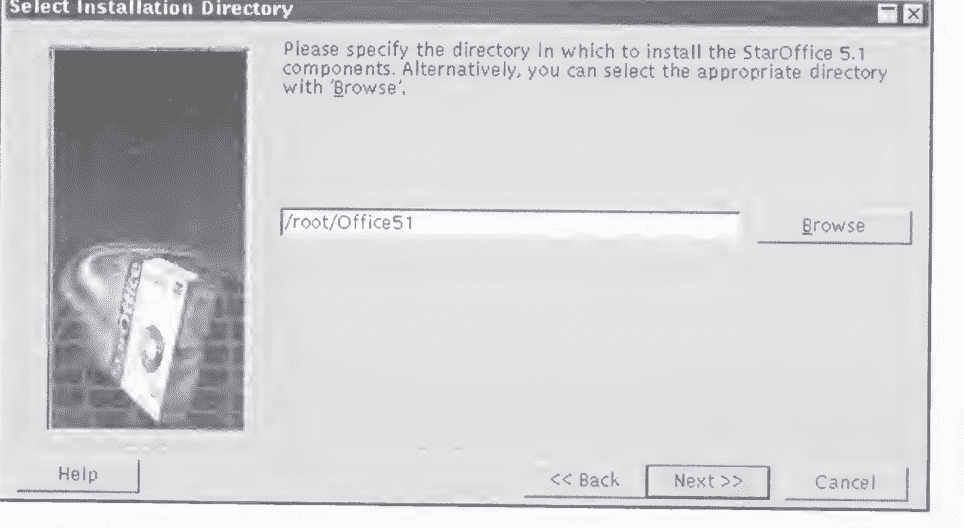 Select Installation Directory
Please specify the directory in which to install the StarOffice 5.1
components. Alternatively, you can select the appropriate directory
with 'Browse'.
/root/Office51
Browse
StarOffice
Help
<< Back
Next >>
Cancel